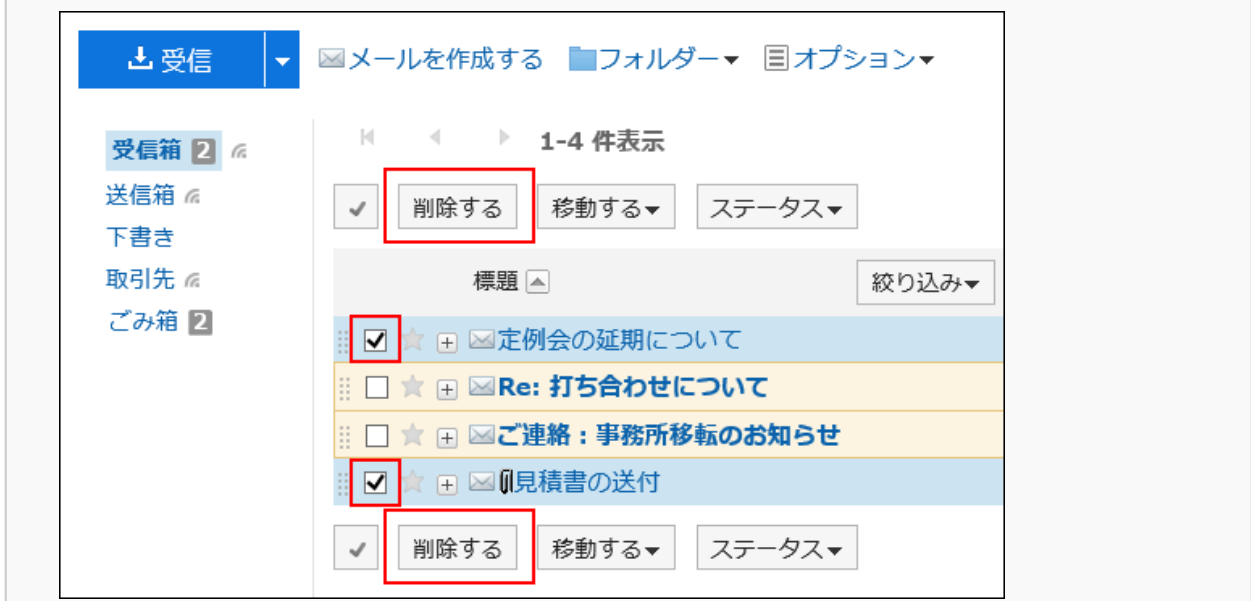 受信 メールを作成する フォルダー オプション
受信箱 2
送信箱
下書き
取引先
ごみ箱 2
1-4 件表示
削除する 移動する ステータス
標題 絞り込み
定例会の延期について
Re: 打ち合わせについて
ご連絡：事務所移転のお知らせ
見積書の送付
削除する 移動する ステータス